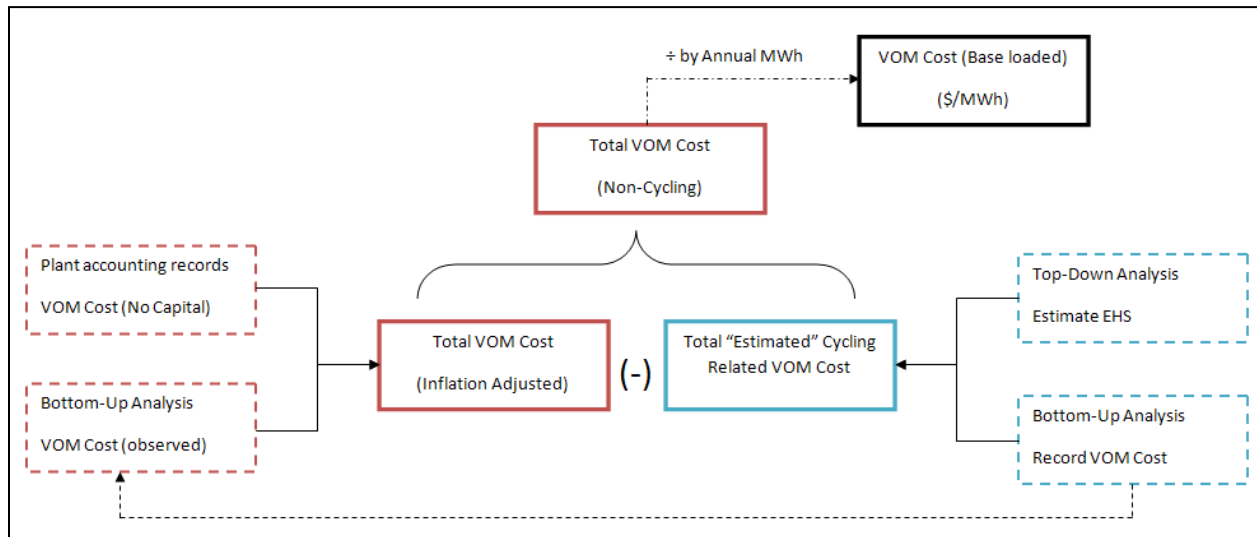 ÷ by Annual MWh
VOM Cost (Base loaded)
($/MWh)
Total VOM Cost
(Non-Cycling)
Plant accounting records
VOM Cost (No Capital)
Bottom-Up Analysis
VOM Cost (observed)
Total VOM Cost
(Inflation Adjusted)
(-)
Total “Estimated” Cycling
Related VOM Cost
Top-Down Analysis
Estimate EHS
Bottom-Up Analysis
Record VOM Cost